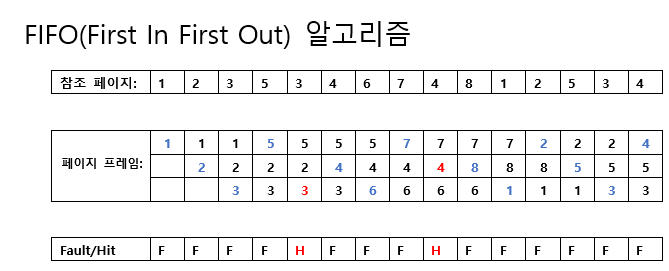 FIFO(First In First Out) 알고리즘
참조 페이지: 1 2 3 5 3 4 6 7 4 8 1 2 5 3 4
1 1 1 5 5 5 5 7 7 7 7 2 2 2 4
페이지 프레임: 2 2 2 2 4 4 4 4 8 8 8 5 5 5
3 3 3 3 6 6 6 6 1 1 1 3 3
Fault/Hit F F F F H F F F H F F F F F F